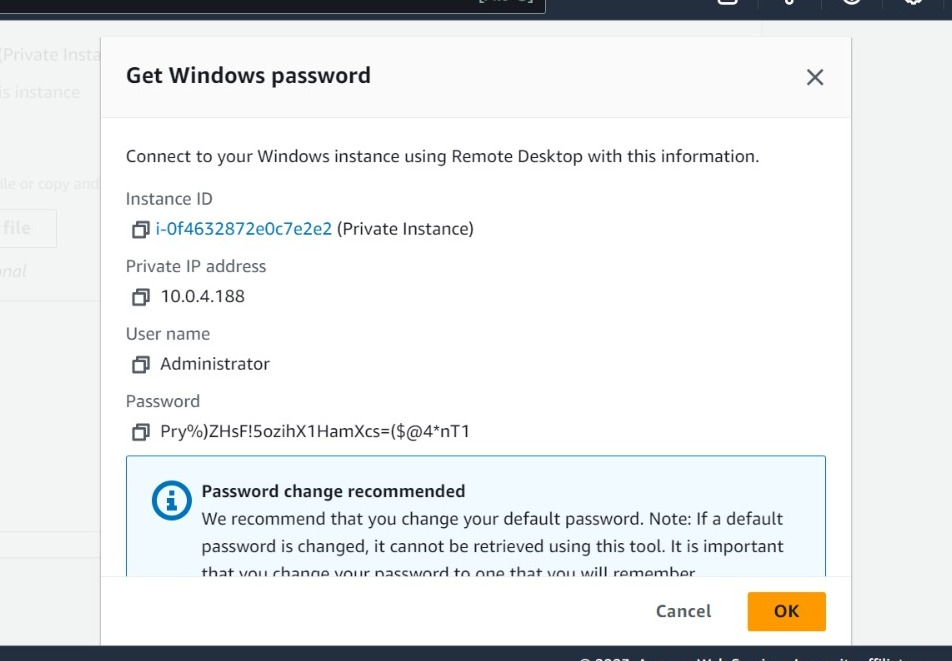 (Private Insta
is instance
ile or copy and
file
onal
Get Windows password
Connect to your Windows instance using Remote Desktop with this information.
Instance ID
i-0f4632872e0c7e2e2 (Private Instance)
Private IP address
10.0.4.188
User name
Administrator
Password
Pry%)ZHsF!5ozihX1HamXcs=($@4*nT1
Password change recommended
We recommend that you change your default password. Note: If a default
password is changed, it cannot be retrieved using this tool. It is important
that you change your password to one that you will remember.
Cancel
OK